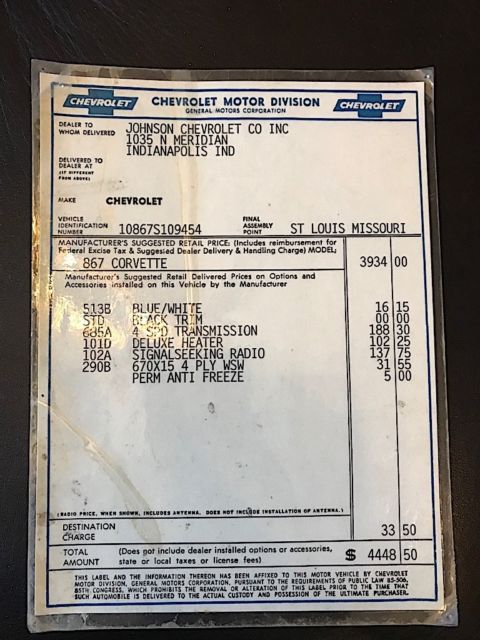 CHEVROLET CHEVROLET MOTOR DIVISION CHEVROLET
GENERAL MOTORS CORPORATION
DEALER TO
WHOM DELIVERED
JOHNSON CHEVROLET CO INC
1035 N MERIDIAN
INDIANAPOLIS IND
DELIVERED TO
DEALER AT
(IF DIFFERENT
FROM ABOVE)
MAKE CHEVROLET
VEHICLE
IDENTIFICATION
NUMBER
10867S109454
FINAL
ASSEMBLY
POINT
ST LOUIS MISSOURI
MANUFACTURER'S SUGGESTED RETAIL PRICE: (Includes reimbursement for
Federal Excise Tax & Suggested Dealer Delivery & Handling Charge) MODEL;
867 CORVETTE 3934 00
Manufacturer's Suggested Retail Delivered Prices on Options and
Accessories Installed on this Vehicle by the Manufacturer
513B BLUE/WHITE 16 15
STD BLACK TRIM 00 00
685A 4 SPD TRANSMISSION 188 30
101D DELUXE HEATER 102 25
102A SIGNALSEEKING RADIO 137 75
290B 670X15 4 PLY WSW 31 55
PERM ANTI FREEZE 5 00
(RADIO PRICE, WHEN SHOWN, INCLUDES ANTENNA. DOES NOT INCLUDE INSTALLATION OF ANTENNA.)
DESTINATION
CHARGE
33 50
TOTAL
AMOUNT
(Does not include dealer installed options or accessories,
state or local taxes or license fees)
$ 4448 50
THIS LABEL AND THE INFORMATION THEREON HAS BEEN AFFIXED TO THIS MOTOR VEHICLE BY CHEVROLET
MOTOR DIVISION, GENERAL MOTORS CORPORATION, PURSUANT TO THE REQUIREMENTS OF PUBLIC LAW 85-506,
85TH CONGRESS, WHICH PROHIBITS THE REMOVAL OR ALTERATION OF THIS LABEL PRIOR TO THE TIME THAT
SUCH AUTOMOBILE IS DELIVERED TO THE ACTUAL CUSTODY AND POSSESSION OF THE ULTIMATE PURCHASER.